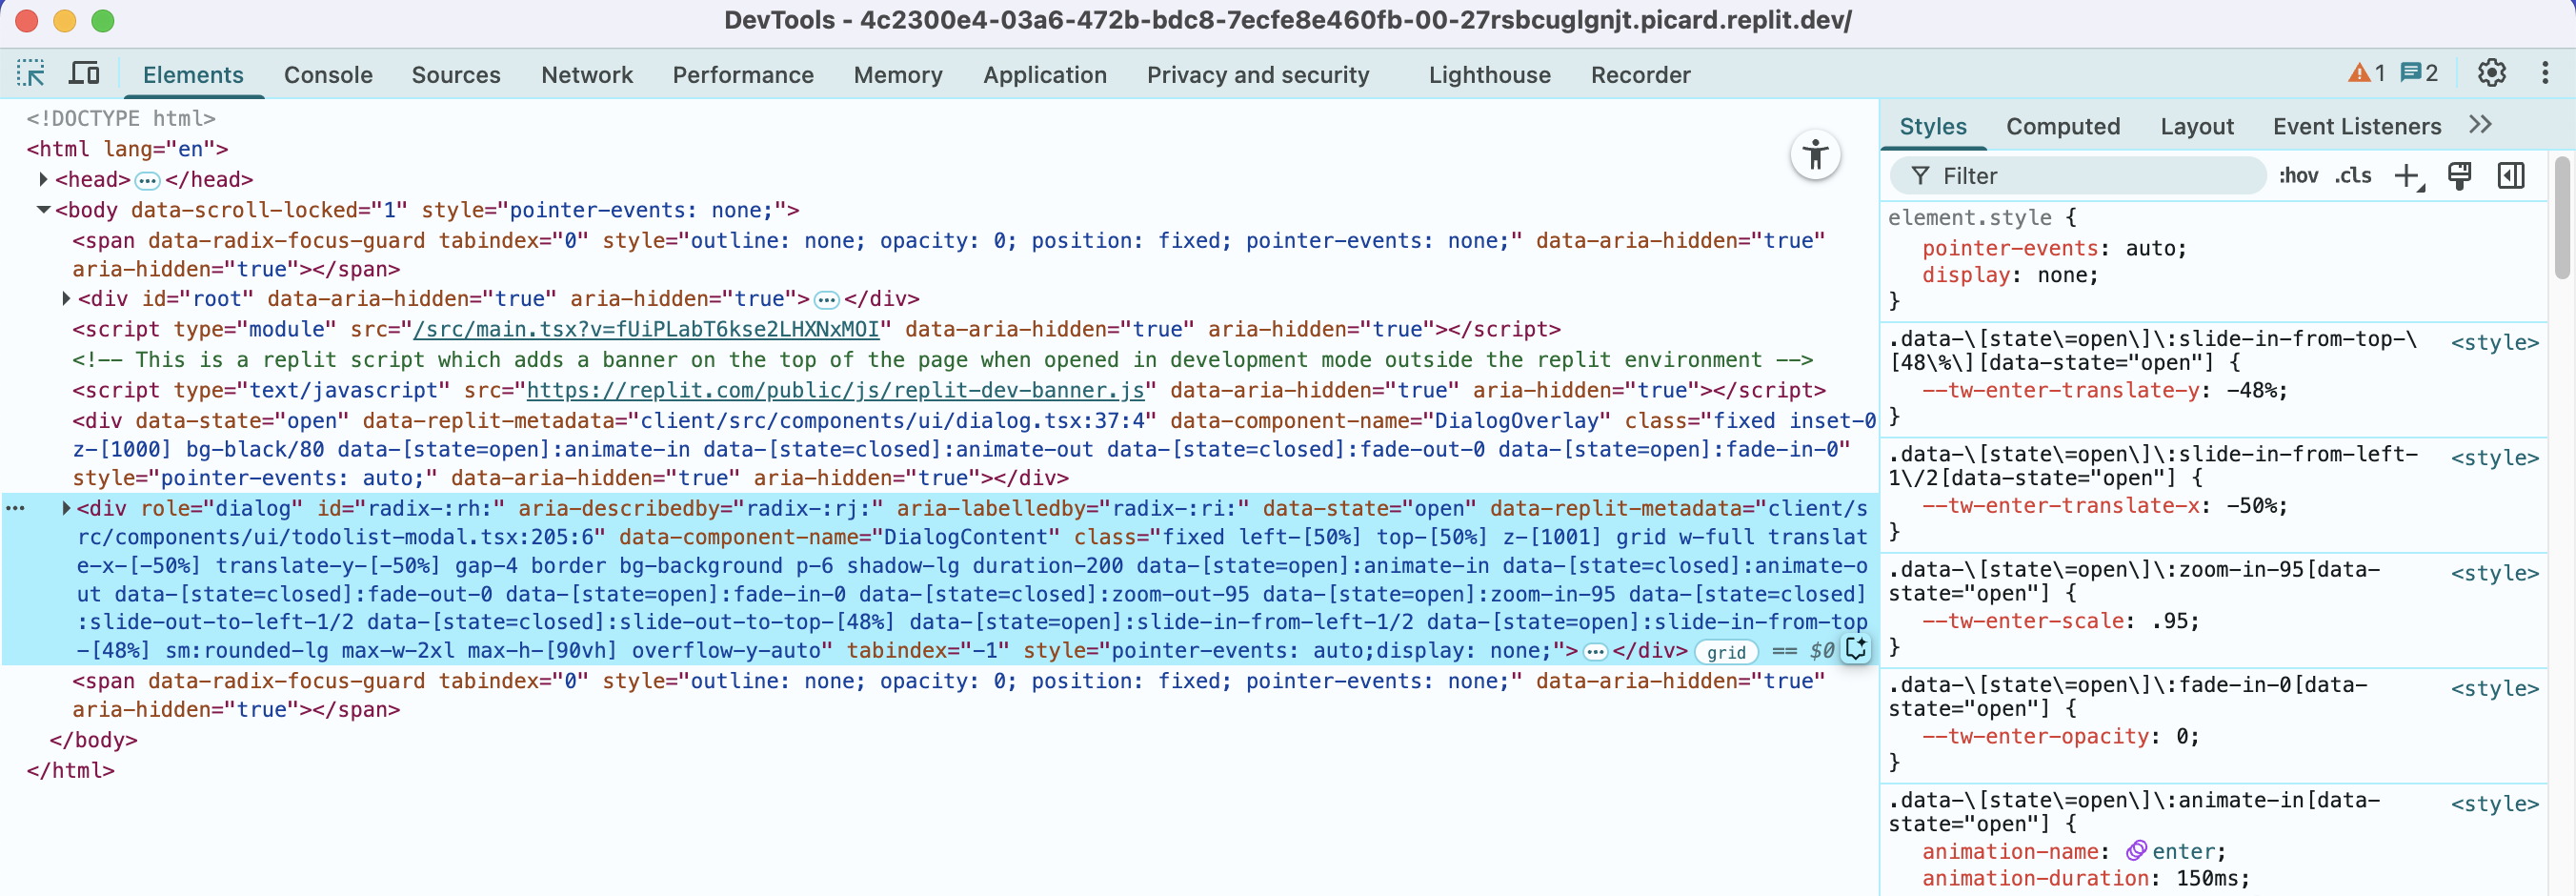 DevTools - 4c2300e4-03a6-472b-bdc8-7ecfe8e460fb-00-27rsbcuglgnjt.picard.replit.dev/
Elements Console Sources Network Performance Memory Application Privacy and security Lighthouse Recorder 1 2
<!DOCTYPE html>
<html lang="en">
<head>…</head>
<body data-scroll-locked="1" style="pointer-events: none;">
<span data-radix-focus-guard tabindex="0" style="outline: none; opacity: 0; position: fixed; pointer-events: none;" data-aria-hidden="true"
aria-hidden="true"></span>
<div id="root" data-aria-hidden="true" aria-hidden="true">…</div>
<script type="module" src="/src/main.tsx?v=fUiPLabT6kse2LHXNxMOI" data-aria-hidden="true" aria-hidden="true"></script>
<!-- This is a replit script which adds a banner on the top of the page when opened in development mode outside the replit environment -->
<script type="text/javascript" src="https://replit.com/public/js/replit-dev-banner.js" data-aria-hidden="true" aria-hidden="true"></script>
<div data-state="open" data-replit-metadata="client/src/components/ui/dialog.tsx:37:4" data-component-name="DialogOverlay" class="fixed inset-0
z-[1000] bg-black/80 data-[state=open]:animate-in data-[state=closed]:animate-out data-[state=closed]:fade-out-0 data-[state=open]:fade-in-0"
style="pointer-events: auto;" data-aria-hidden="true" aria-hidden="true"></div>
… <div role="dialog" id="radix-:rh:" aria-describedby="radix-:rj:" aria-labelledby="radix-:ri:" data-state="open" data-replit-metadata="client/s
rc/components/ui/todolist-modal.tsx:205:6" data-component-name="DialogContent" class="fixed left-[50%] top-[50%] z-[1001] grid w-full translat
e-x-[-50%] translate-y-[-50%] gap-4 border bg-background p-6 shadow-lg duration-200 data-[state=open]:animate-in data-[state=closed]:animate-o
ut data-[state=closed]:fade-out-0 data-[state=open]:fade-in-0 data-[state=closed]:zoom-out-95 data-[state=open]:zoom-in-95 data-[state=closed]
:slide-out-to-left-1/2 data-[state=closed]:slide-out-to-top-[48%] data-[state=open]:slide-in-from-left-1/2 data-[state=open]:slide-in-from-top
-[48%] sm:rounded-lg max-w-2xl max-h-[90vh] overflow-y-auto" tabindex="-1" style="pointer-events: auto;display: none;">…</div> grid == $0
<span data-radix-focus-guard tabindex="0" style="outline: none; opacity: 0; position: fixed; pointer-events: none;" data-aria-hidden="true"
aria-hidden="true"></span>
</body>
</html>
Styles Computed Layout Event Listeners
Filter :hov .cls
element.style {
pointer-events: auto;
display: none;
}
.data-\[state\=open\]\:slide-in-from-top-\ <style>
[48\%\][data-state="open"] {
--tw-enter-translate-y: -48%;
}
.data-\[state\=open\]\:slide-in-from-left- <style>
1\/2[data-state="open"] {
--tw-enter-translate-x: -50%;
}
.data-\[state\=open\]\:zoom-in-95[data- <style>
state="open"] {
--tw-enter-scale: .95;
}
.data-\[state\=open\]\:fade-in-0[data- <style>
state="open"] {
--tw-enter-opacity: 0;
}
.data-\[state\=open\]\:animate-in[data- <style>
state="open"] {
animation-name: enter;
animation-duration: 150ms;